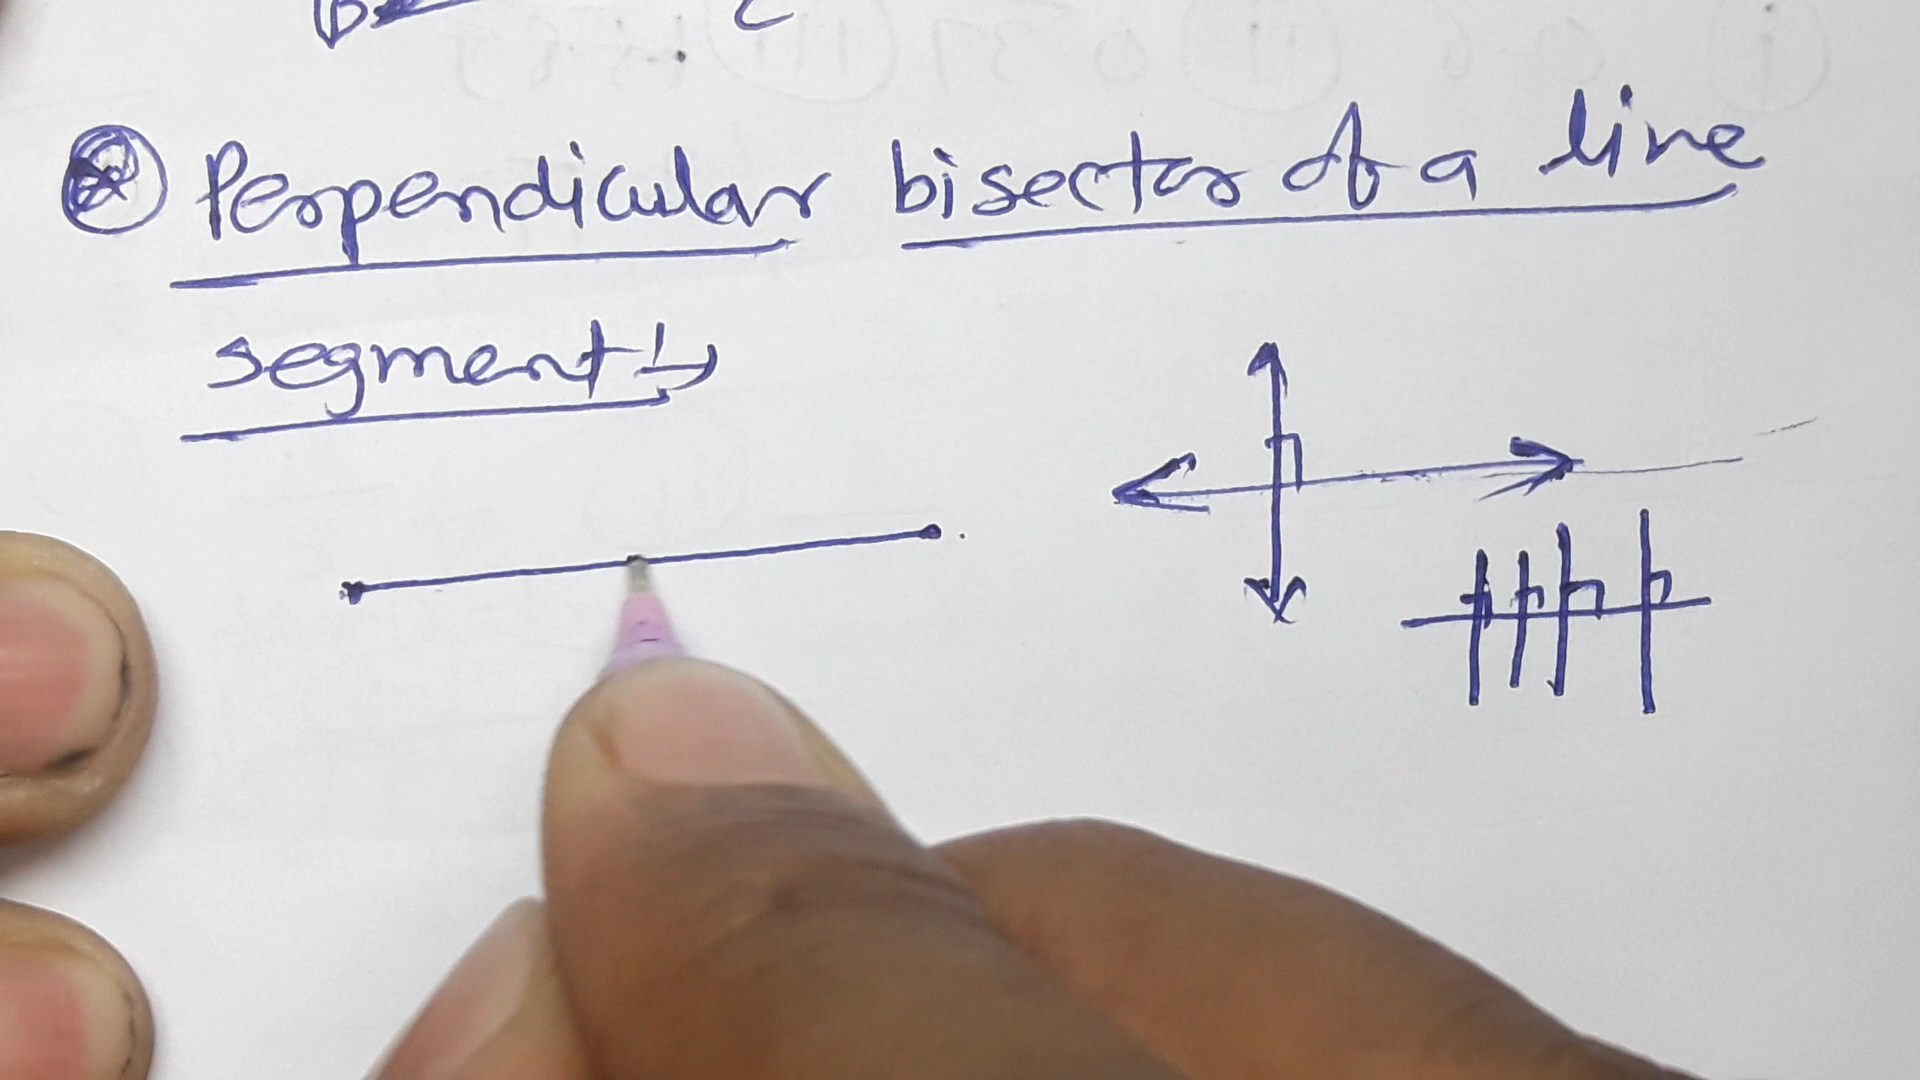 Perpendicular bisector of a line
segment :→